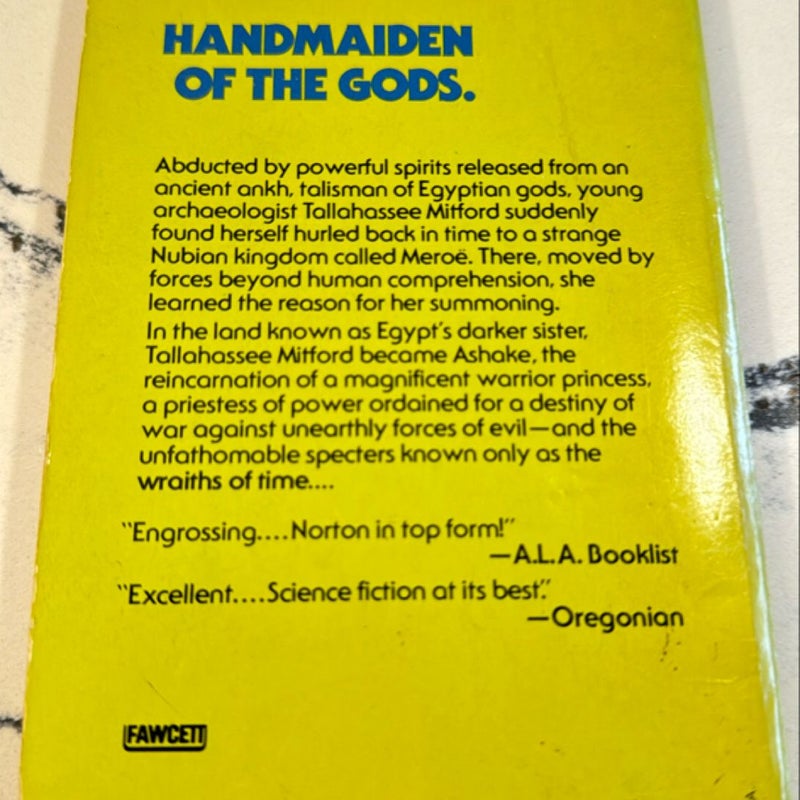 HANDMAIDEN
OF THE GODS.
Abducted by powerful spirits released from an
ancient ankh, talisman of Egyptian gods, young
archaeologist Tallahassee Mitford suddenly
found herself hurled back in time to a strange
Nubian kingdom called Meroë. There, moved by
forces beyond human comprehension, she
learned the reason for her summoning.
In the land known as Egypt's darker sister,
Tallahassee Mitford became Ashake, the
reincarnation of a magnificent warrior princess,
a priestess of power ordained for a destiny of
war against unearthly forces of evil—and the
unfathomable specters known only as the
wraiths of time....
"Engrossing....Norton in top form!"
—A.L.A. Booklist
"Excellent....Science fiction at its best."
—Oregonian
FAWCETT